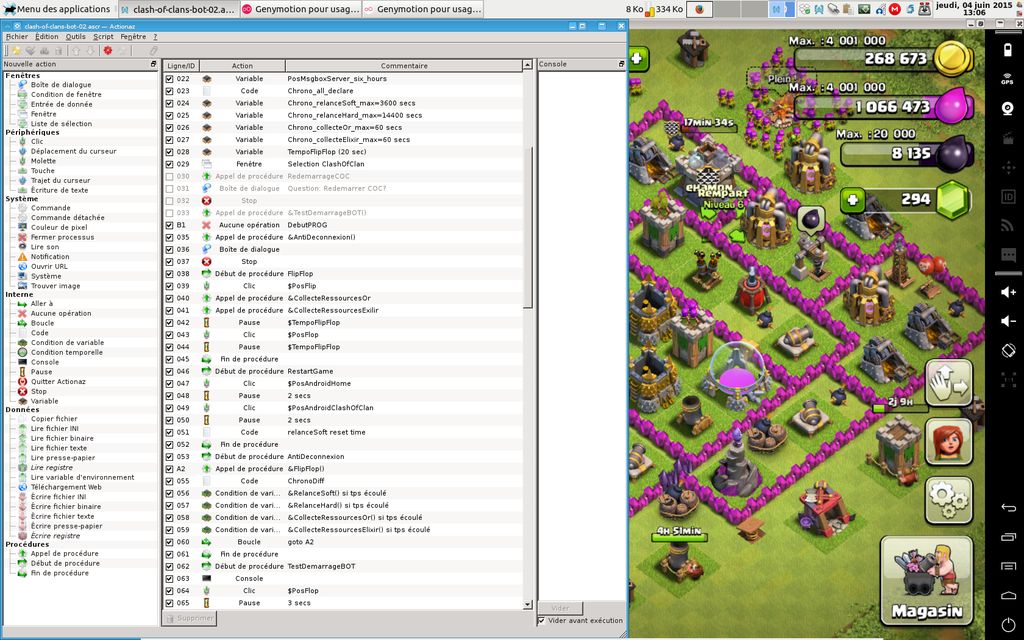 Menu des applications
clash-of-clans-bot-02.a...
Genymotion pour usag...
Genymotion pour usag...
8 Ko
334 Ko
jeudi, 04 juin 2015
13:06
clash-of-clans-bot-02.ascr — Actionaz
Fichier Édition Outils Script Fenêtre
Nouvelle action
Fenêtres
Boîte de dialogue
Condition de fenêtre
Entrée de donnée
Fenêtre
Liste de sélection
Périphériques
Clic
Déplacement du curseur
Molette
Touche
Trajet du curseur
Écriture de texte
Système
Commande
Commande détachée
Couleur de pixel
Fermer processus
Lire son
Notification
Ouvrir URL
Système
Trouver image
Interne
Aller à
Aucune opération
Boucle
Code
Condition de variable
Condition temporelle
Console
Pause
Quitter Actionaz
Stop
Variable
Données
Copier fichier
Lire fichier INI
Lire fichier binaire
Lire fichier texte
Lire presse-papier
Lire registre
Lire variable d'environnement
Téléchargement Web
Écrire fichier INI
Écrire fichier binaire
Écrire fichier texte
Écrire presse-papier
Écrire registre
Procédures
Appel de procédure
Début de procédure
Fin de procédure
Ligne/ID Action Commentaire
022 Variable PosMsgboxServer_six_hours
023 Code Chrono_all_declare
024 Variable Chrono_relanceSoft_max=3600 secs
025 Variable Chrono_relanceHard_max=14400 secs
026 Variable Chrono_collecteOr_max=60 secs
027 Variable Chrono_collecteElixir_max=60 secs
028 Variable TempoFlipFlop (20 sec)
029 Fenêtre Selection ClashOfClan
030 Appel de procédure RedemarrageCOC
031 Boîte de dialogue Question: Redemarrer COC?
032 Stop
033 Appel de procédure &TestDemarrageBOT()
B1 Aucune opération DebutPROG
035 Appel de procédure &AntiDeconnexion()
036 Boîte de dialogue
037 Stop
038 Début de procédure FlipFlop
039 Clic $PosFlip
040 Appel de procédure &CollecteRessourcesOr
041 Appel de procédure &CollecteRessourcesExilir
042 Pause $TempoFlipFlop
043 Clic $PosFlop
044 Pause $TempoFlipFlop
045 Fin de procédure
046 Début de procédure RestartGame
047 Clic $PosAndroidHome
048 Pause 2 secs
049 Clic $PosAndroidClashOfClan
050 Pause 2 secs
051 Code relanceSoft reset time
052 Fin de procédure
053 Début de procédure AntiDeconnexion
A2 Appel de procédure &FlipFlop()
055 Code ChronoDiff
056 Condition de vari... &RelanceSoft() si tps écoulé
057 Condition de vari... &RelanceHard() si tps écoulé
058 Condition de vari... &CollecteRessourcesOr() si tps écoulé
059 Condition de vari... &CollecteRessourcesElixir() si tps écoulé
060 Boucle goto A2
061 Fin de procédure
062 Début de procédure TestDemarrageBOT
063 Console
064 Clic $PosFlop
065 Pause 3 secs
Supprimer
Console
Vider
Vider avant exécution
Max. : 4 001 000
268 673
Plein!
Max. : 4 001 000
1 066 473
17min 34s
Max. : 20 000
8 135
Rempart
Niveau 6
294
2j 9H
4H 51min
Magasin
GPS
ID